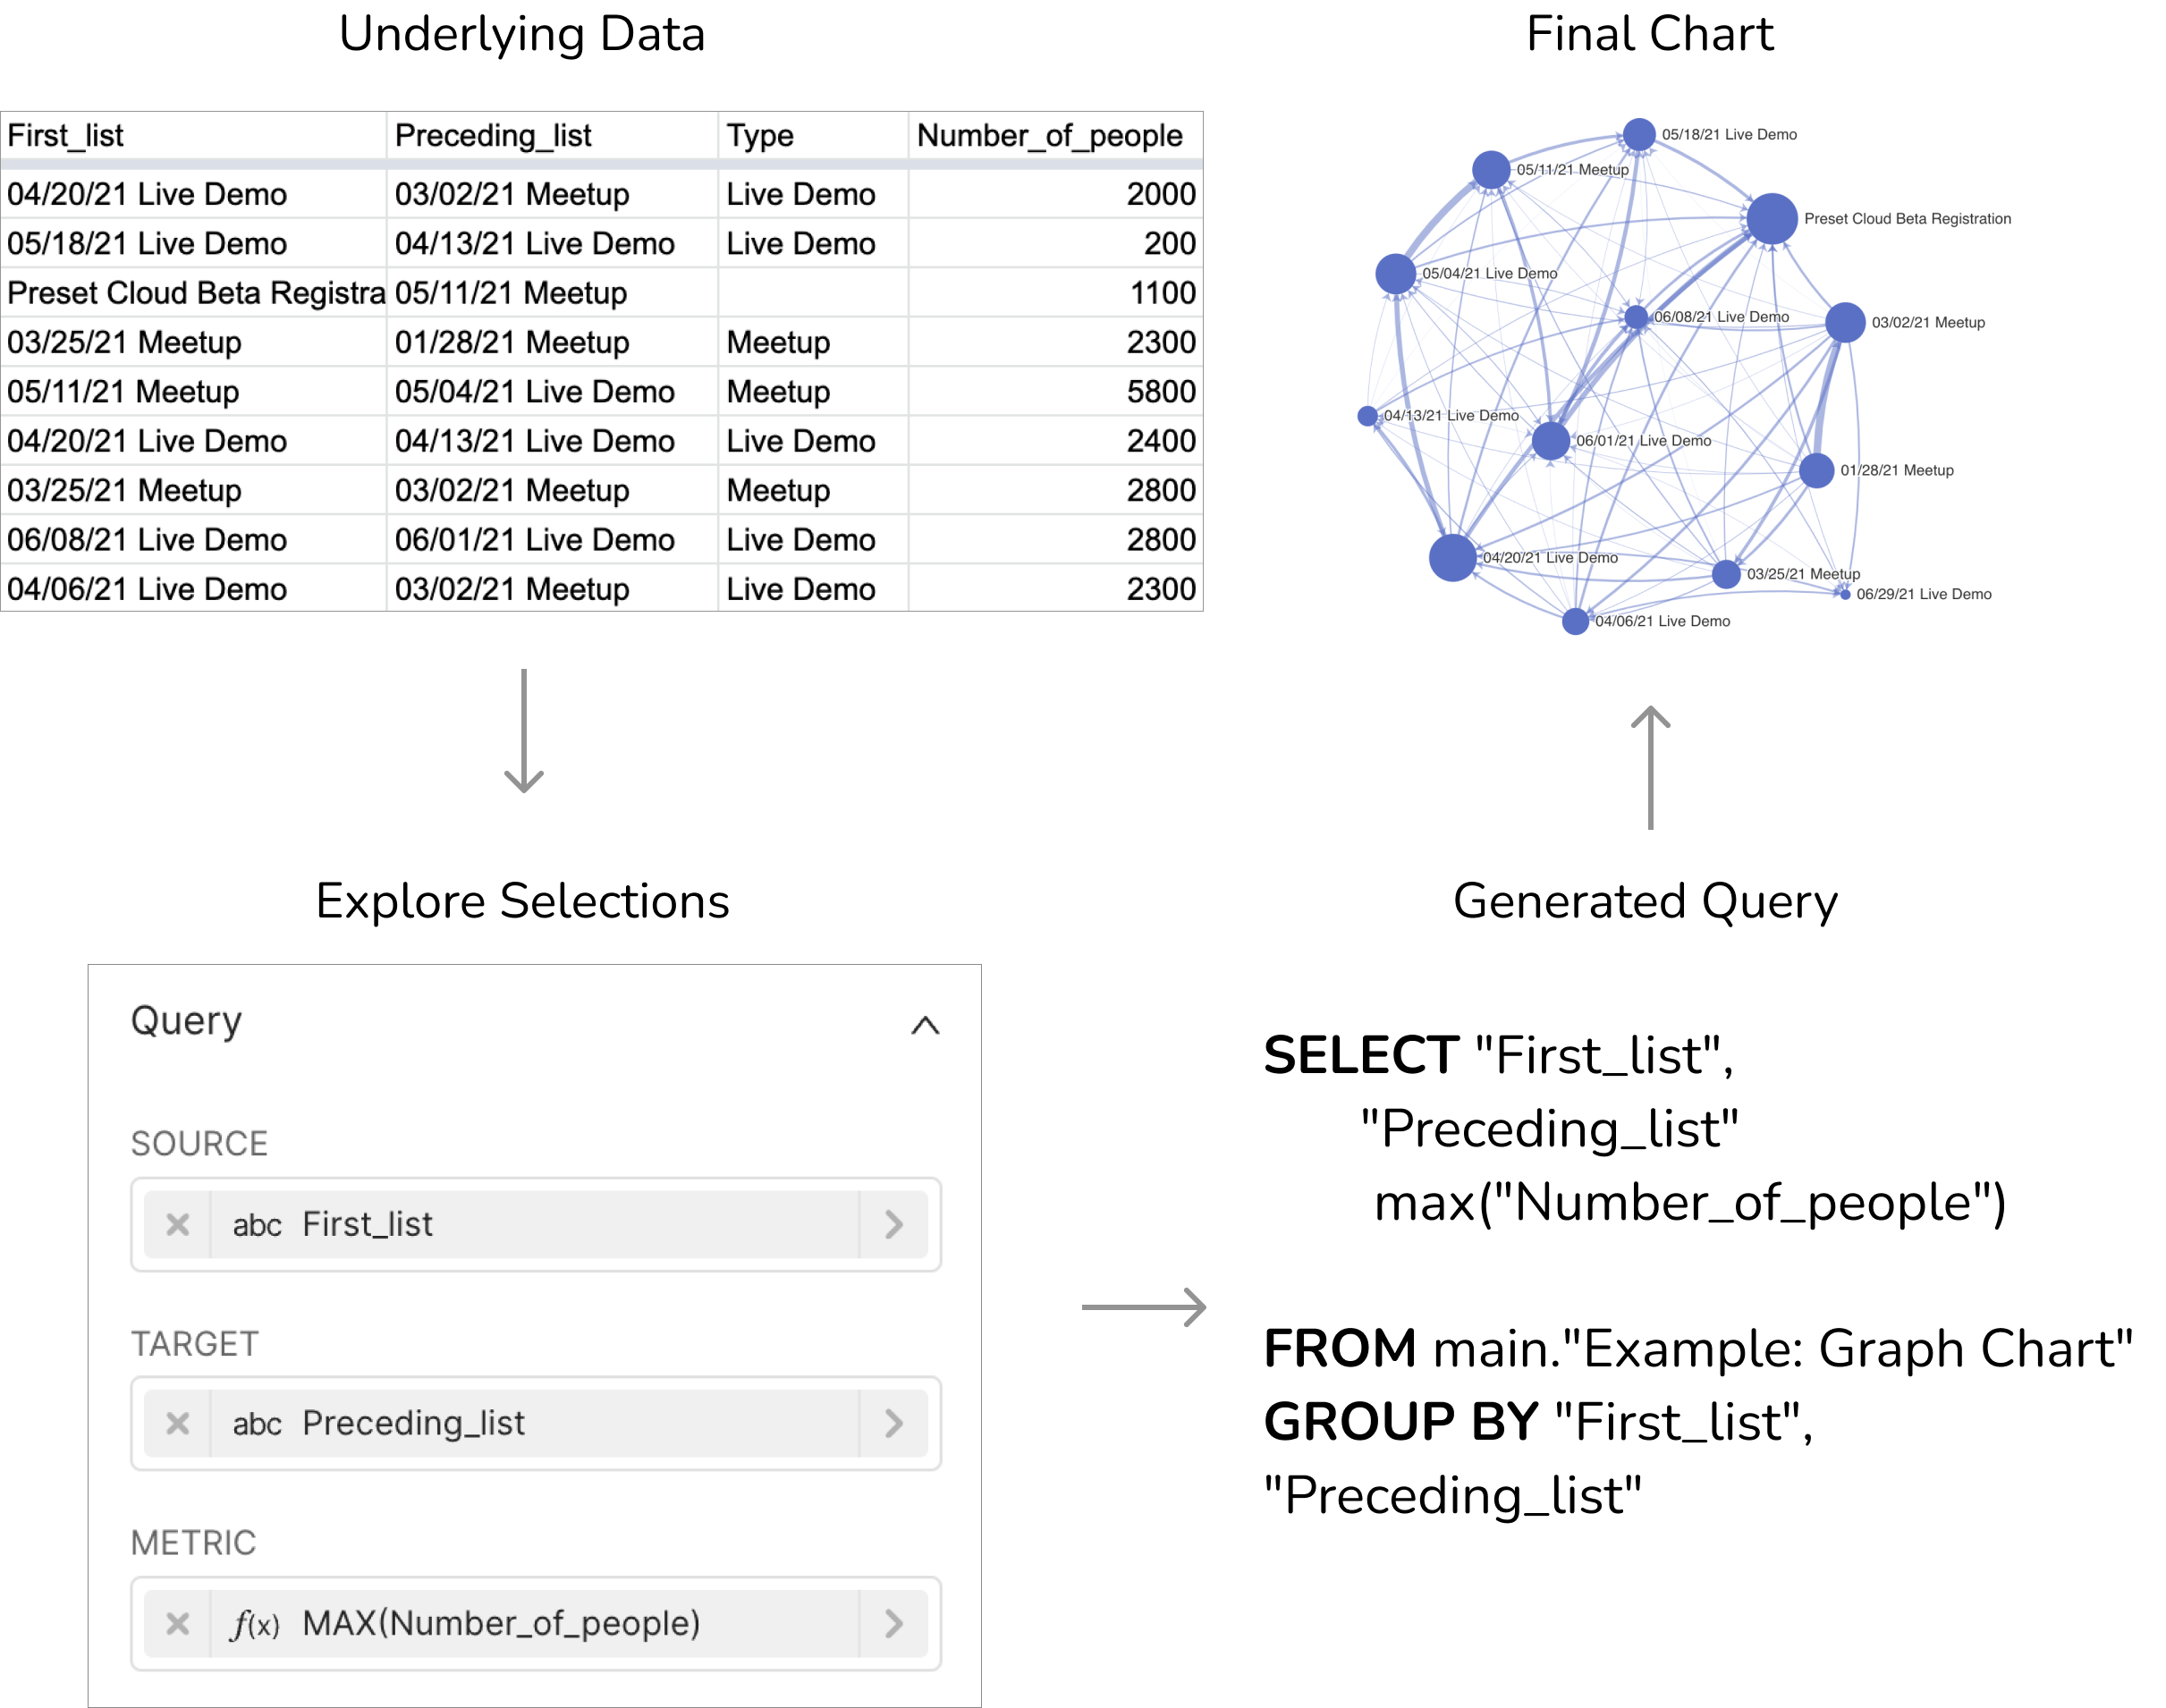 Underlying Data
First_list Preceding_list Type Number_of_people
04/20/21 Live Demo 03/02/21 Meetup Live Demo 2000
05/18/21 Live Demo 04/13/21 Live Demo Live Demo 200
Preset Cloud Beta Registra 05/11/21 Meetup 1100
03/25/21 Meetup 01/28/21 Meetup Meetup 2300
05/11/21 Meetup 05/04/21 Live Demo Meetup 5800
04/20/21 Live Demo 04/13/21 Live Demo Live Demo 2400
03/25/21 Meetup 03/02/21 Meetup Meetup 2800
06/08/21 Live Demo 06/01/21 Live Demo Live Demo 2800
04/06/21 Live Demo 03/02/21 Meetup Live Demo 2300
Explore Selections
Query
SOURCE
abc First_list
TARGET
abc Preceding_list
METRIC
f(x) MAX(Number_of_people)
Generated Query
SELECT "First_list",
"Preceding_list"
max("Number_of_people")
FROM main."Example: Graph Chart"
GROUP BY "First_list",
"Preceding_list"
Final Chart
05/18/21 Live Demo
05/11/21 Meetup
Preset Cloud Beta Registration
05/04/21 Live Demo
06/08/21 Live Demo
03/02/21 Meetup
04/13/21 Live Demo
06/01/21 Live Demo
01/28/21 Meetup
04/20/21 Live Demo
03/25/21 Meetup
06/29/21 Live Demo
04/06/21 Live Demo